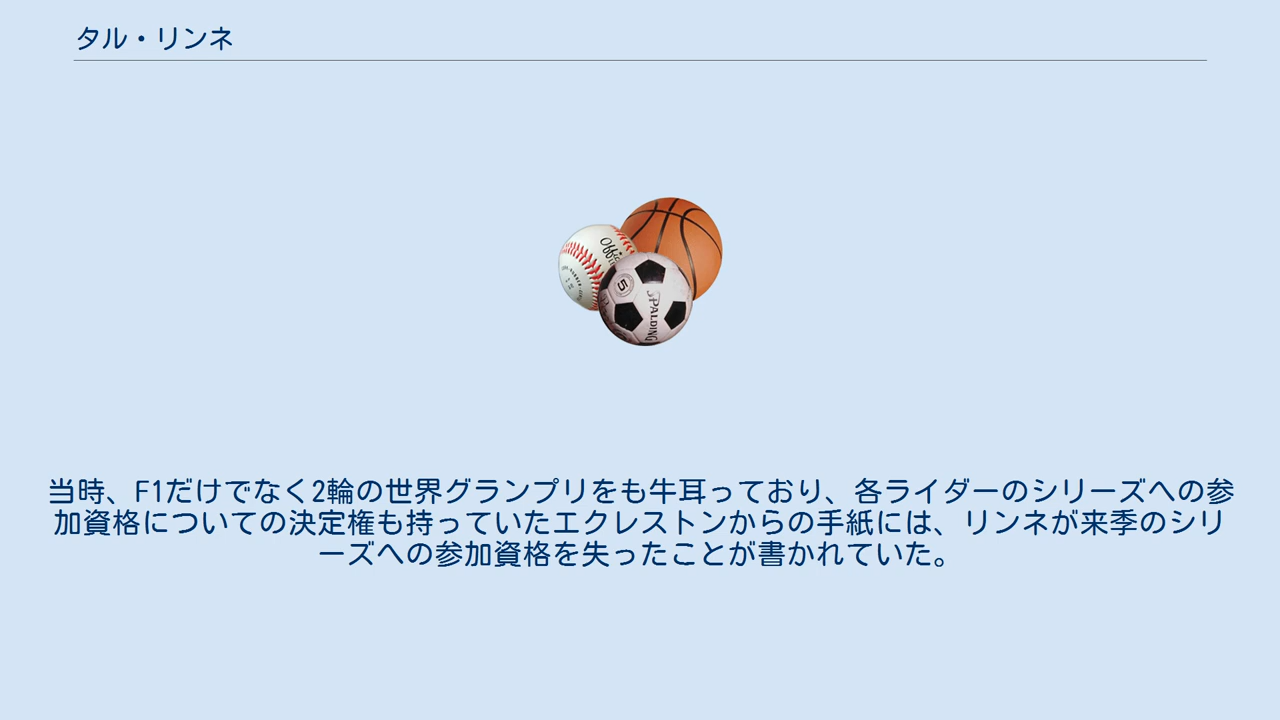 タル・リンネ
Offici
5
SPALDING
当時、F1だけでなく2輪の世界グランプリをも牛耳っており、各ライダーのシリーズへの参
加資格についての決定権も持っていたエクレストンからの手紙には、リンネが来季のシリ
ーズへの参加資格を失ったことが書かれていた。